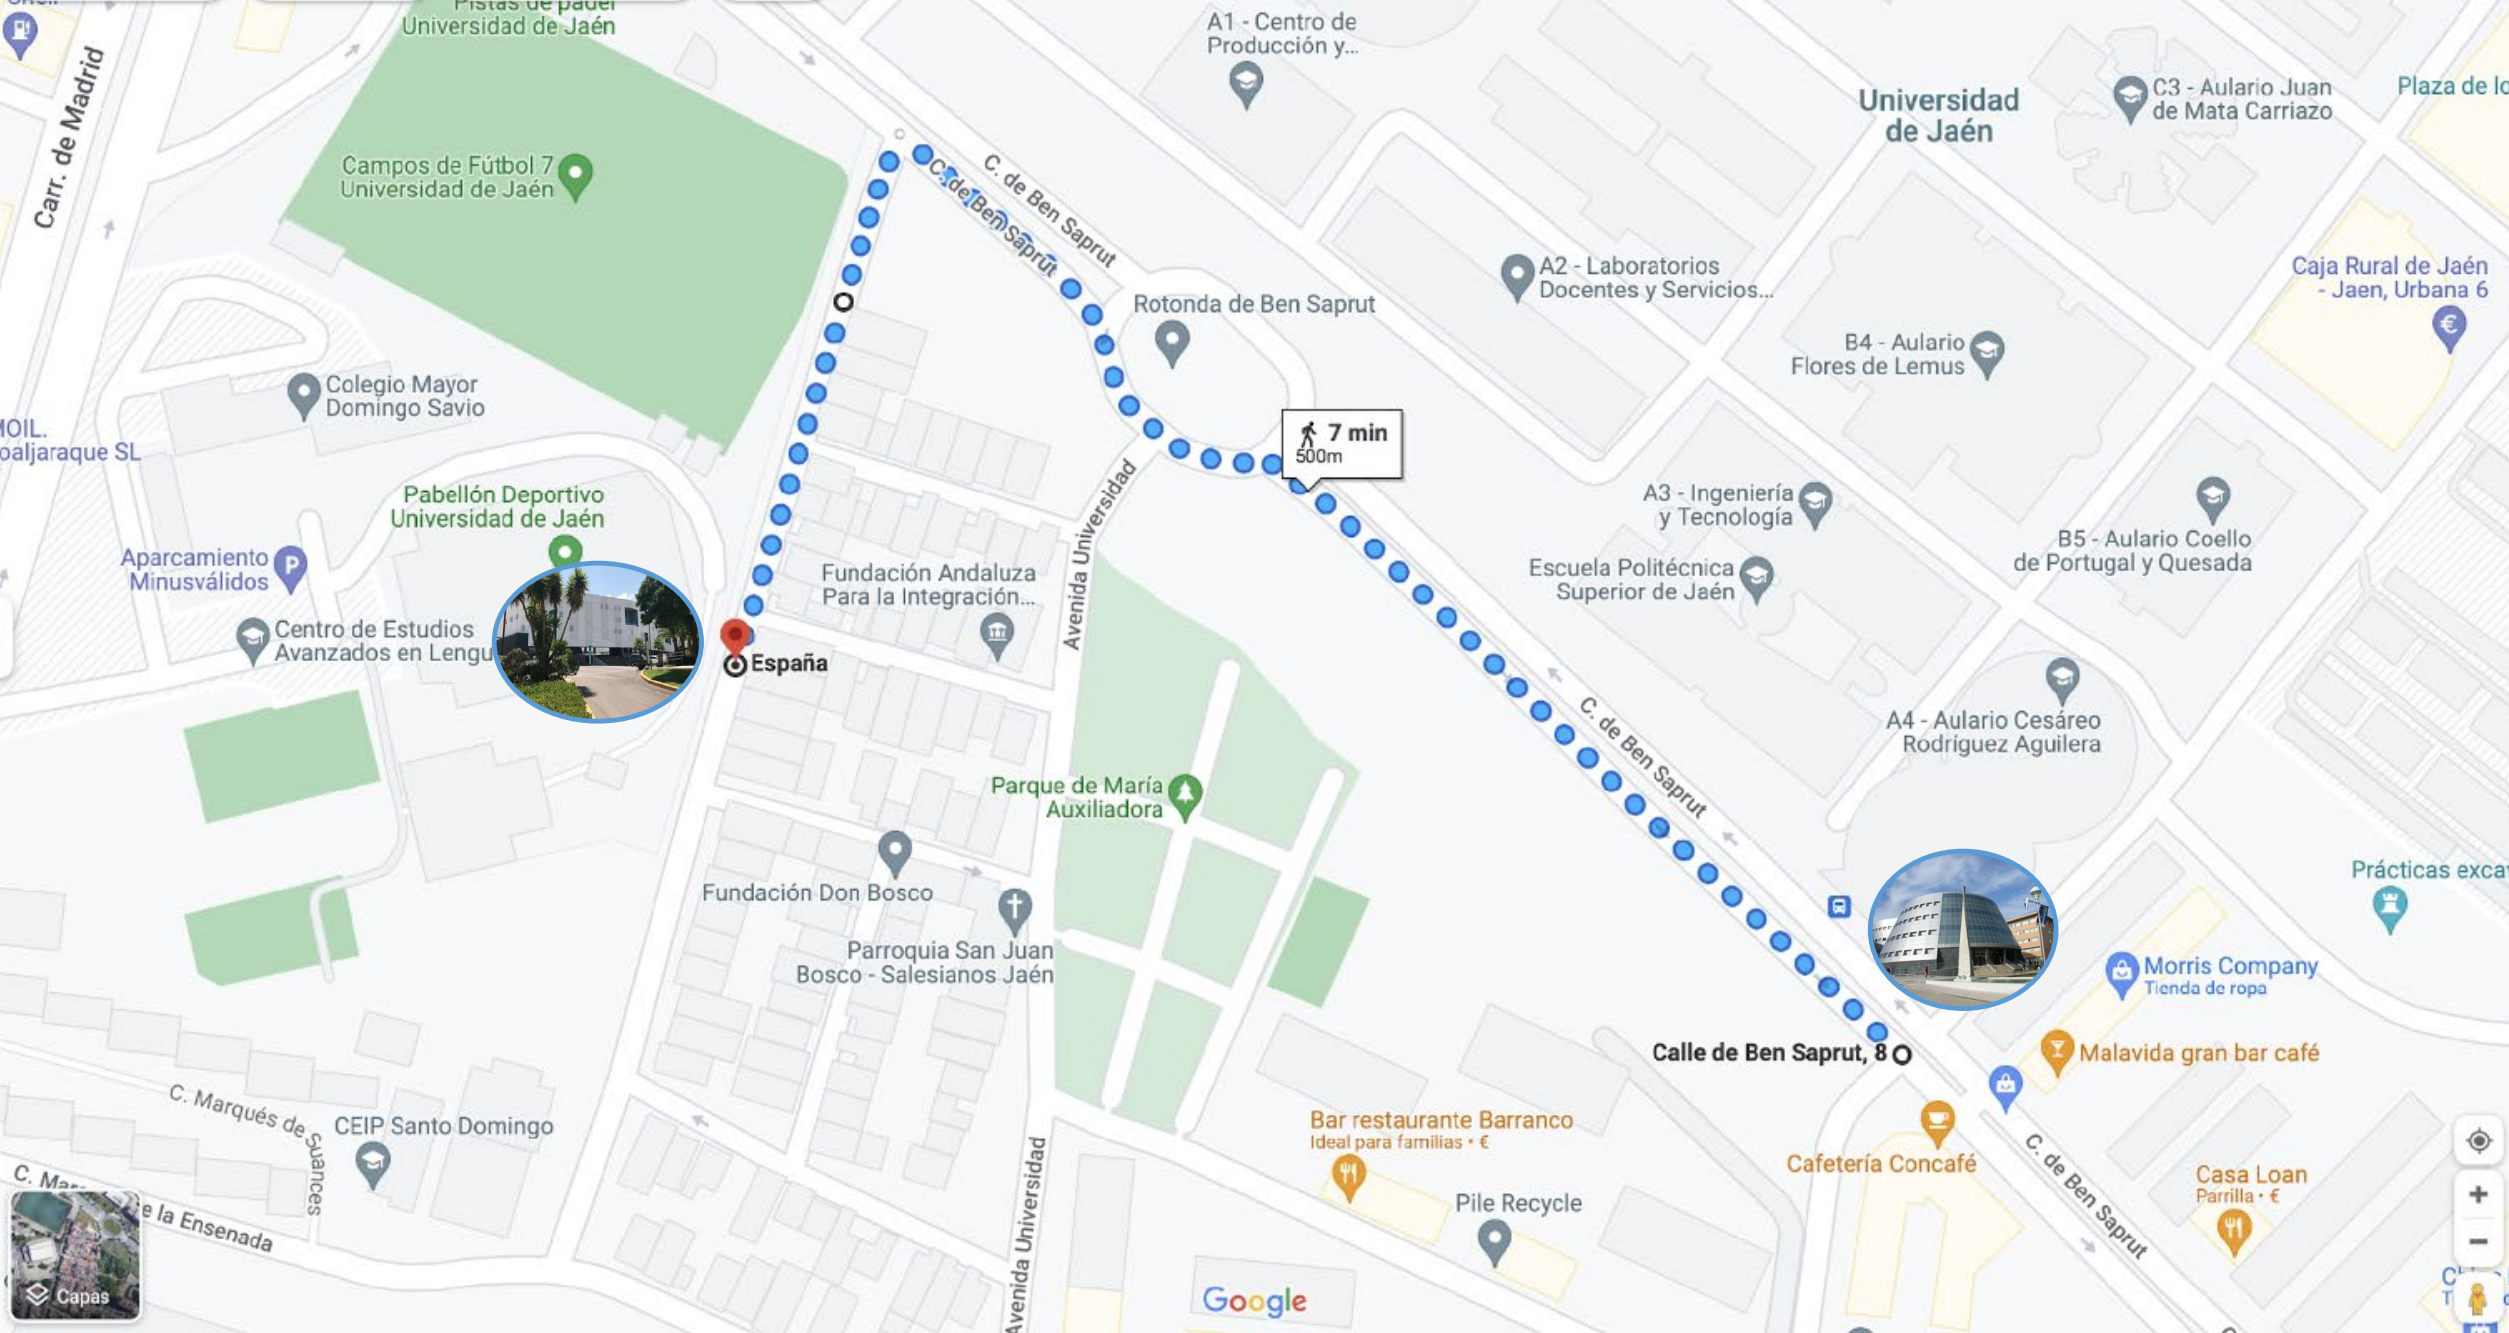 Pistas de pádel
Universidad de Jaén
A1 - Centro de
Producción y...
Universidad
de Jaén
C3 - Aulario Juan
de Mata Carriazo
Plaza de
Carr. de Madrid
Campos de Fútbol 7
Universidad de Jaén
C. de Ben Saprut
C. de Ben Saprut
A2 - Laboratorios
Docentes y Servicios...
Caja Rural de Jaén
- Jaen, Urbana 6
€
Rotonda de Ben Saprut
B4 - Aulario
Flores de Lemus
Colegio Mayor
Domingo Savio
MOIL.
oaljaraque SL
7 min
500m
Pabellón Deportivo
Universidad de Jaén
A3 - Ingeniería
y Tecnología
B5 - Aulario Coello
de Portugal y Quesada
Avenida Universidad
Aparcamiento
Minusválidos
P
Fundación Andaluza
Para la Integración...
Escuela Politécnica
Superior de Jaén
Centro de Estudios
Avanzados en Lengu
España
C. de Ben Saprut
A4 - Aulario Cesáreo
Rodríguez Aguilera
Parque de María
Auxiliadora
Fundación Don Bosco
Prácticas exca
Parroquia San Juan
Bosco - Salesianos Jaén
Morris Company
Tienda de ropa
Calle de Ben Saprut, 8
Malavida gran bar café
C. Marqués de Suances
CEIP Santo Domingo
Bar restaurante Barranco
Ideal para familias • €
Cafetería Concafé
C. de Ben Saprut
Casa Loan
Parrilla • €
Pile Recycle
C. Mar
e la Ensenada
Avenida Universidad
Capas
Google